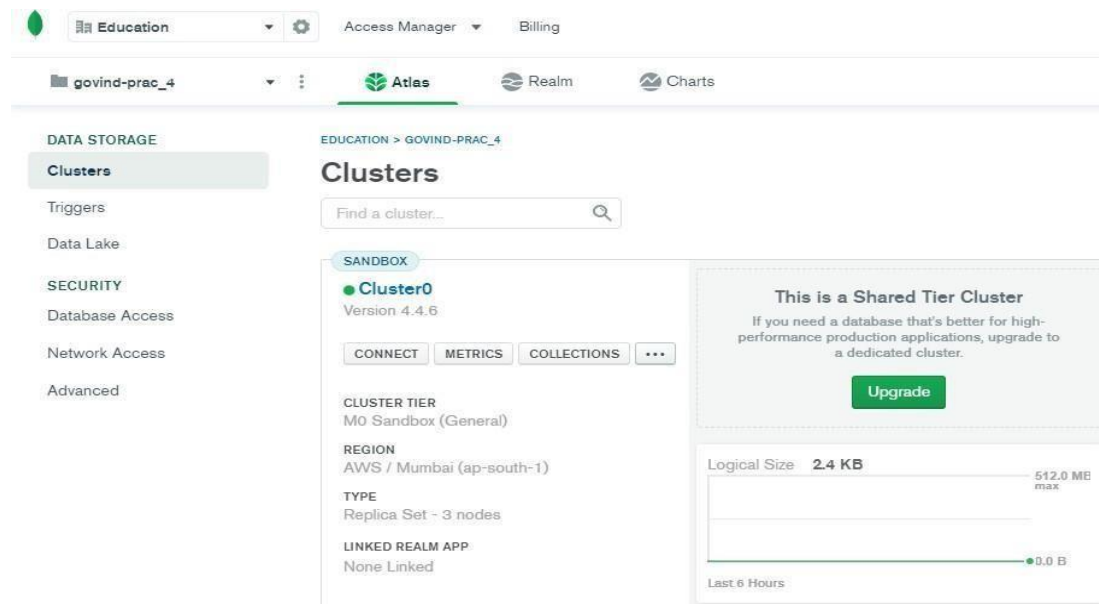 Education
Access Manager
Billing
govind-prac_4
Atlas
Realm
Charts
DATA STORAGE
Clusters
Triggers
Data Lake
SECURITY
Database Access
Network Access
Advanced
EDUCATION > GOVIND-PRAC_4
Clusters
Find a cluster...
SANDBOX
Cluster0
Version 4.4.6
CONNECT
METRICS
COLLECTIONS
...
CLUSTER TIER
M0 Sandbox (General)
REGION
AWS / Mumbai (ap-south-1)
TYPE
Replica Set - 3 nodes
LINKED REALM APP
None Linked
This is a Shared Tier Cluster
If you need a database that's better for high-
performance production applications, upgrade to
a dedicated cluster.
Upgrade
Logical Size 2.4 KB
512.0 MB
max
0.0 B
Last 6 Hours